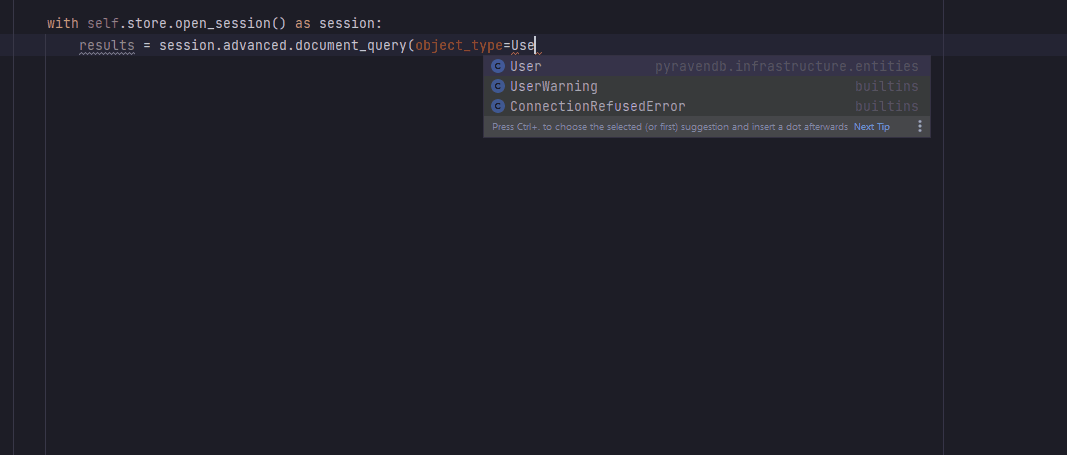 with self.store.open_session() as session:
results = session.advanced.document_query(object_type=Use
C User pyravendb.infrastructure.entities
C UserWarning builtins
C ConnectionRefusedError builtins
Press Ctrl+. to choose the selected (or first) suggestion and insert a dot afterwards Next Tip